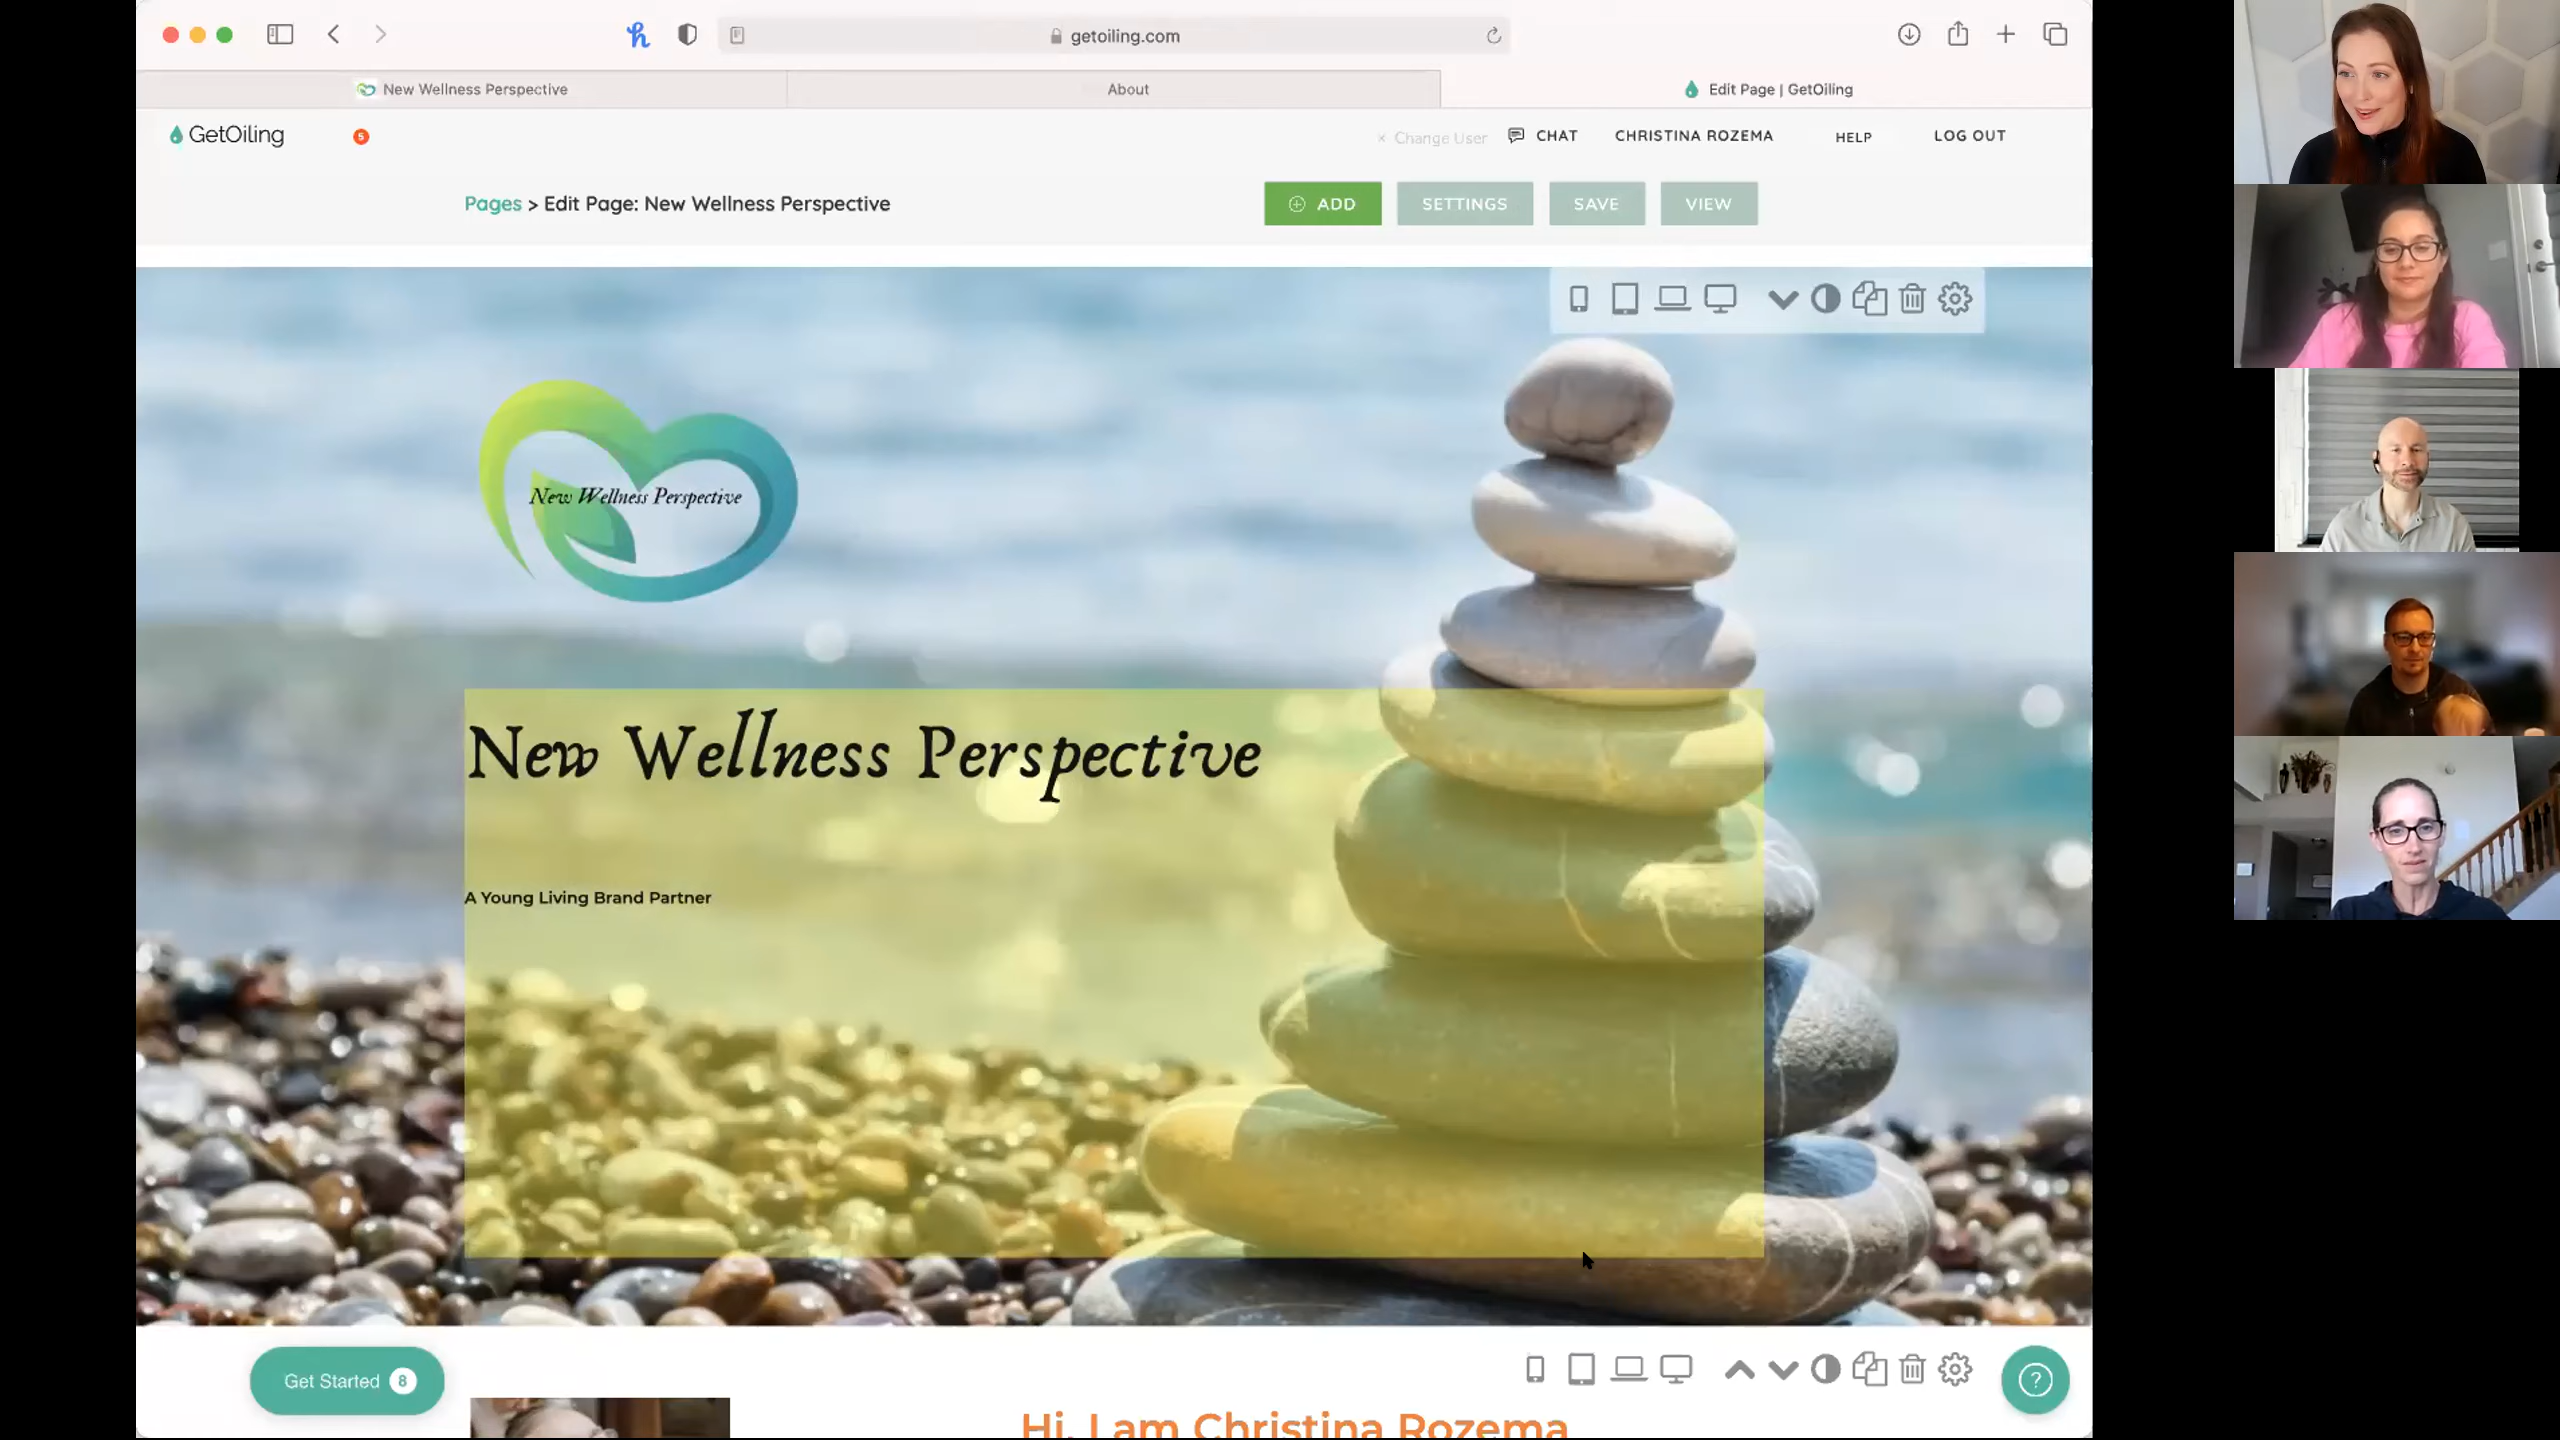 getoiling.com
New Wellness Perspective
About
Edit Page | GetOiling
GetOiling
5
× Change User
CHAT
CHRISTINA ROZEMA
HELP
LOG OUT
Pages > Edit Page: New Wellness Perspective
ADD
SETTINGS
SAVE
VIEW
New Wellness Perspective
New Wellness Perspective
A Young Living Brand Partner
Get Started 8
?
Hi, I am Christina Rozema